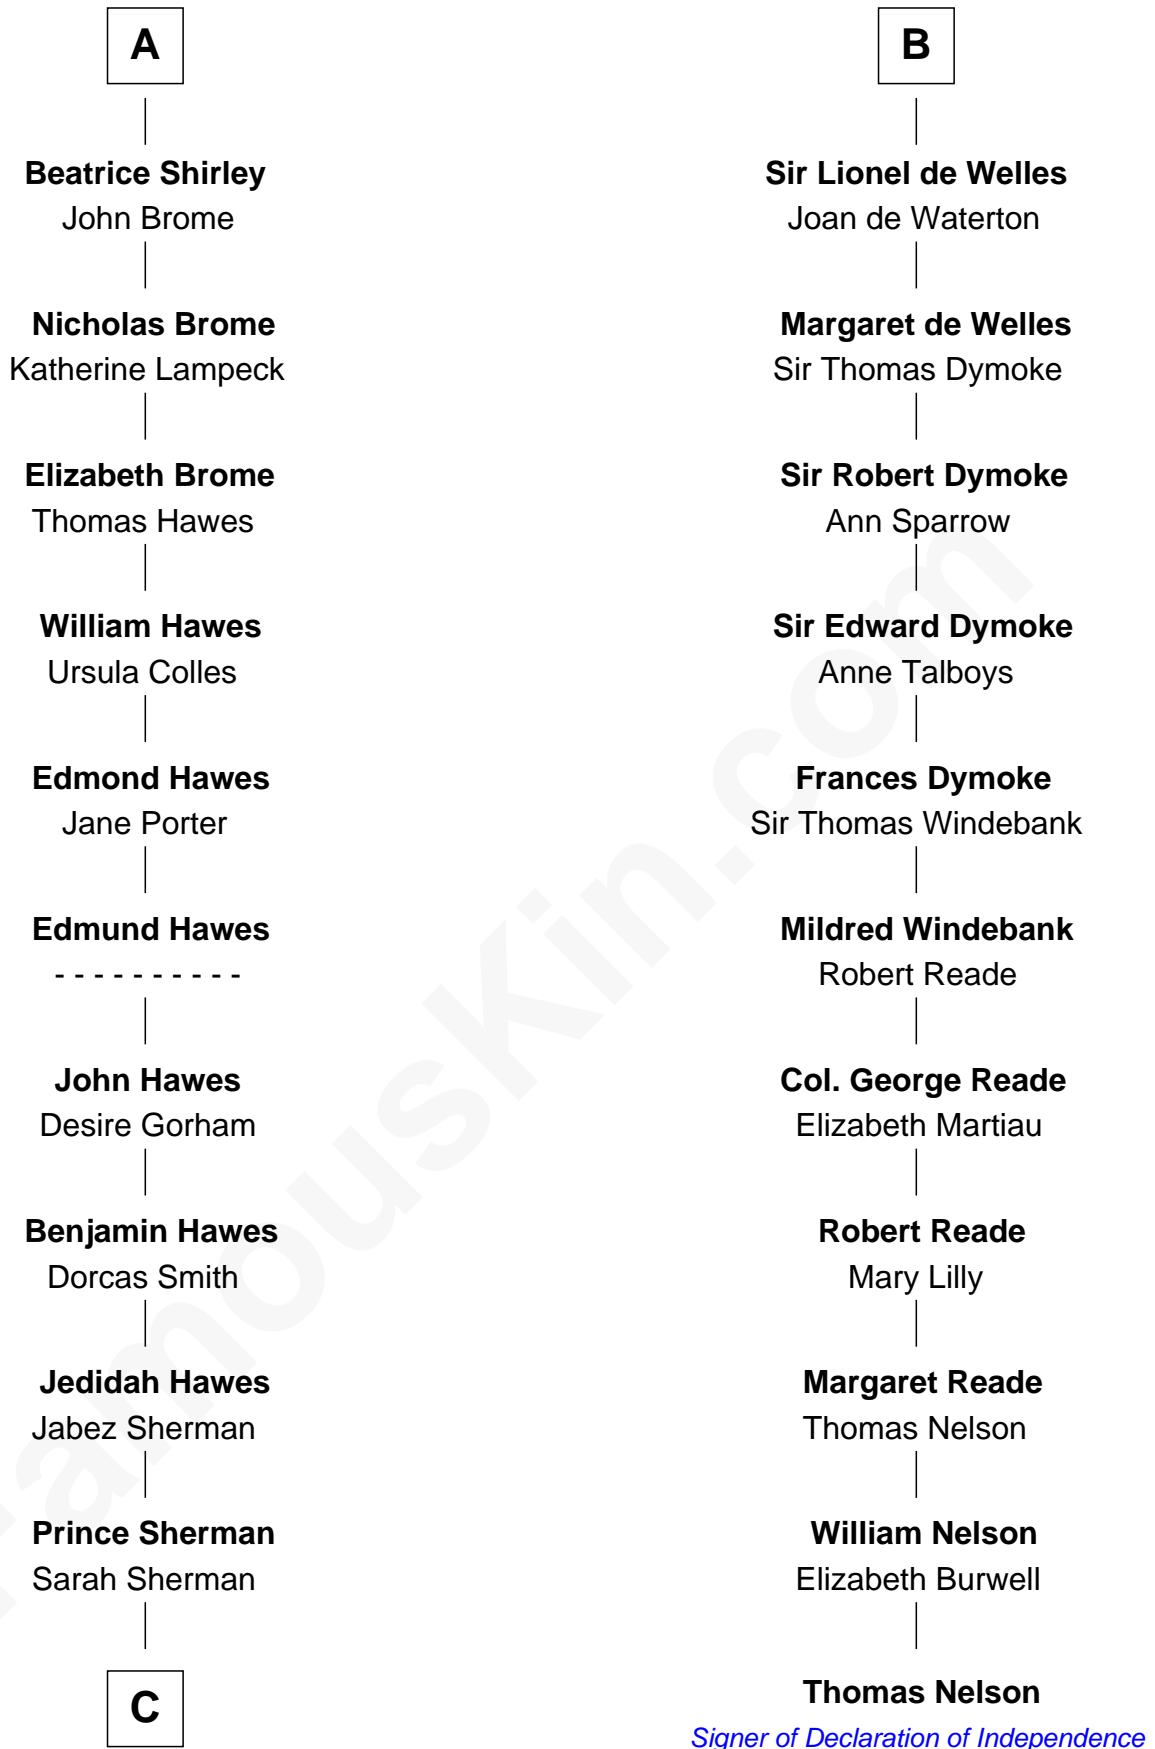 A
Beatrice Shirley
John Brome
Nicholas Brome
Katherine Lampeck
Elizabeth Brome
Thomas Hawes
William Hawes
Ursula Colles
Edmond Hawes
Jane Porter
Edmund Hawes
- - - - - - - - - -
John Hawes
Desire Gorham
Benjamin Hawes
Dorcas Smith
Jedidah Hawes
Jabez Sherman
Prince Sherman
Sarah Sherman
C
B
Sir Lionel de Welles
Joan de Waterton
Margaret de Welles
Sir Thomas Dymoke
Sir Robert Dymoke
Ann Sparrow
Sir Edward Dymoke
Anne Talboys
Frances Dymoke
Sir Thomas Windebank
Mildred Windebank
Robert Reade
Col. George Reade
Elizabeth Martiau
Robert Reade
Mary Lilly
Margaret Reade
Thomas Nelson
William Nelson
Elizabeth Burwell
Thomas Nelson
Signer of Declaration of Independence
FamousKin.com